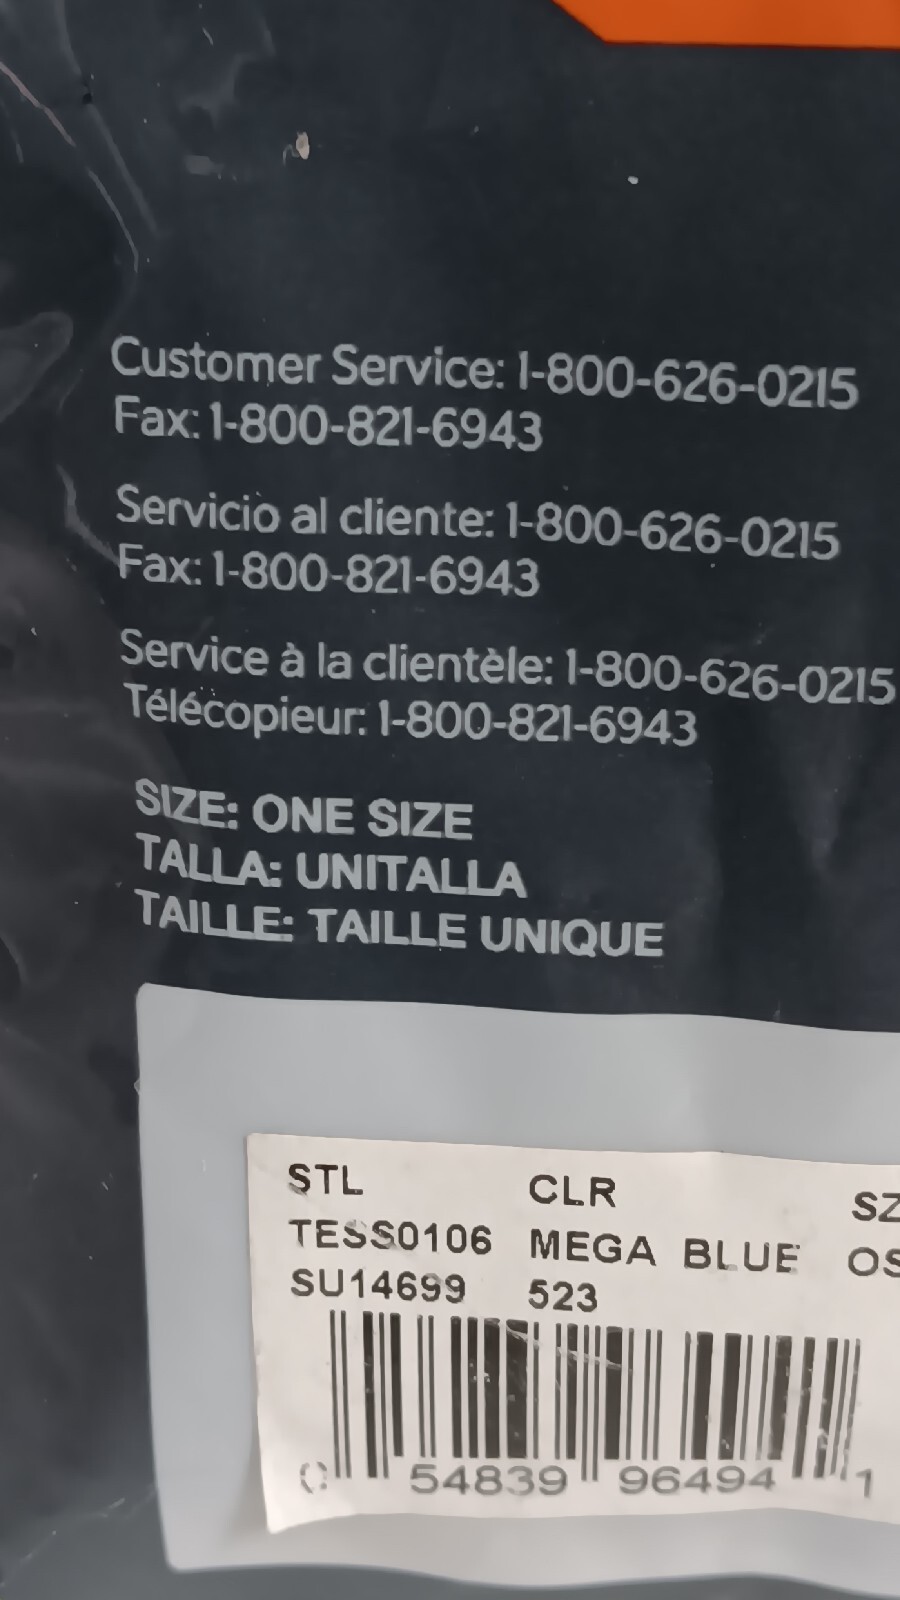 Customer Service: 1-800-626-0215
Fax: 1-800-821-6943
Servicio al cliente: 1-800-626-0215
Fax: 1-800-821-6943
Service à la clientèle: 1-800-626-0215
Télécopieur: 1-800-821-6943
SIZE: ONE SIZE
TALLA: UNITALLA
TAILLE: TAILLE UNIQUE
STL CLR SZ
TESS0106 MEGA BLUE OS
SU14699 523
0 54839 96494 1